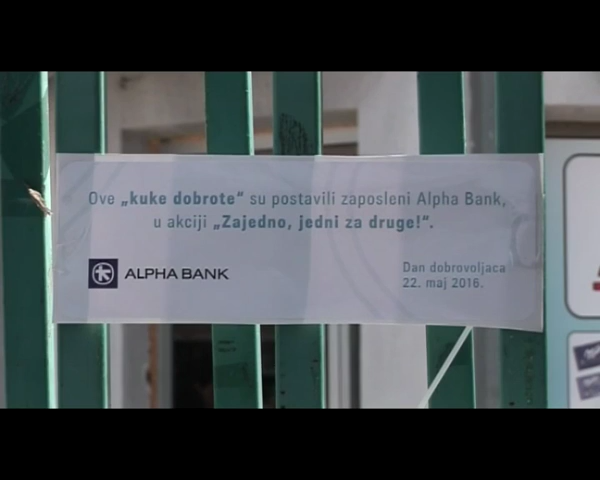 Ove „kuke dobrote“ su postavili zaposleni Alpha Bank,
u akciji „Zajedno, jedni za druge!“.
ALPHA BANK
Dan dobrovoljaca
22. maj 2016.